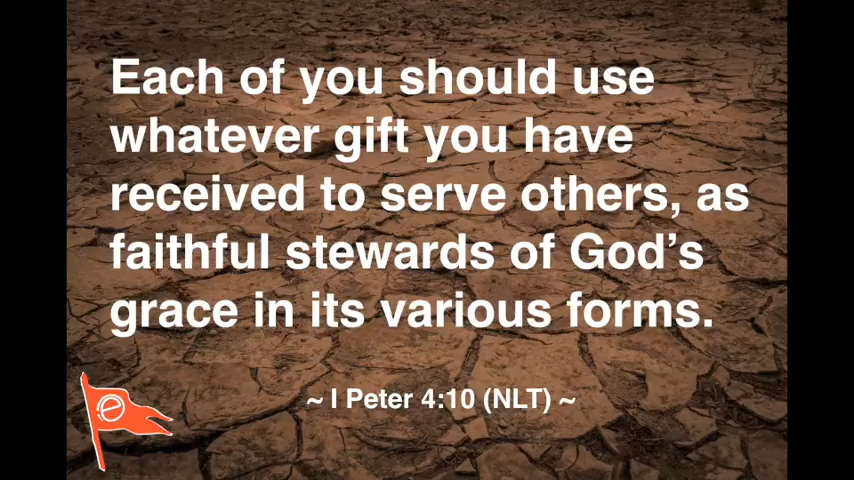 Each of you should use
whatever gift you have
received to serve others, as
faithful stewards of God’s
grace in its various forms.
~ I Peter 4:10 (NLT) ~
e